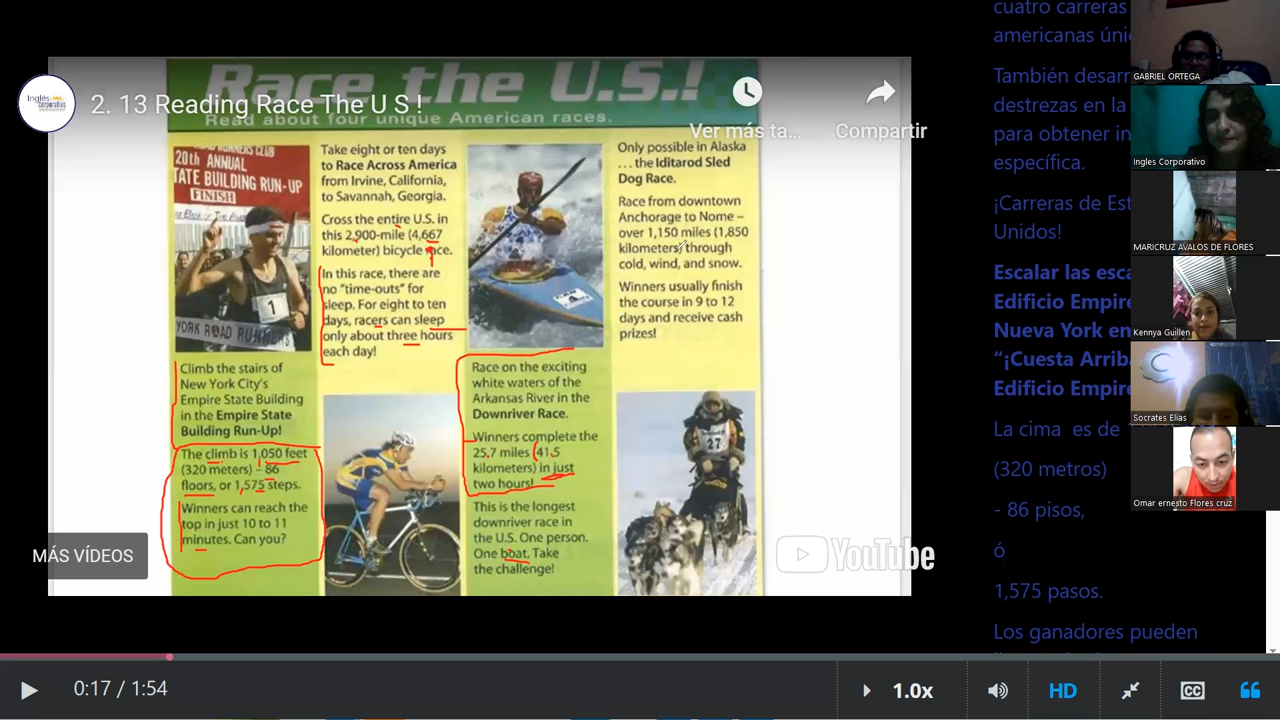 Race the U.S.!
2. 13 Reading Race The U S !
Read about four unique American races.
Inglés
Corporativo
Ver más ta...
Compartir
20th ANNUAL
STATE BUILDING RUN-UP
FINISH
1
YORK ROAD RUNNERS
Climb the stairs of
New York City's
Empire State Building
in the Empire State
Building Run-Up!
The climb is 1,050 feet
(320 meters) – 86
floors, or 1,575 steps.
Winners can reach the
top in just 10 to 11
minutes. Can you?
Take eight or ten days
to Race Across America
from Irvine, California,
to Savannah, Georgia.
Cross the entire U.S. in
this 2,900-mile (4,667
kilometer) bicycle race.
In this race, there are
no "time-outs" for
sleep. For eight to ten
days, racers can sleep
only about three hours
each day!
Race on the exciting
white waters of the
Arkansas River in the
Downriver Race.
Winners complete the
25,7 miles (41.5
kilometers) in just
two hours!
This is the longest
downriver race in
the U.S. One person.
One boat. Take
the challenge!
Only possible in Alaska
. . . the Iditarod Sled
Dog Race.
Race from downtown
Anchorage to Nome –
over 1,150 miles (1,850
kilometers) through
cold, wind, and snow.
Winners usually finish
the course in 9 to 12
days and receive cash
prizes!
27
MÁS VÍDEOS
YouTube
0:17 / 1:54
1.0x
HD
CC
cuatro carreras
americanas úni
También desarr
destrezas en la
para obtener in
específica.
¡Carreras de Est
Unidos!
Escalar las esca
Edificio Empire
Nueva York en
“¡Cuesta Arriba
Edificio Empire
La cima es de
(320 metros)
- 86 pisos,
ó
1,575 pasos.
Los ganadores pueden
GABRIEL ORTEGA
Ingles Corporativo
MARICRUZ AVALOS DE FLORES
Kennya Guillen
Socrates Elias
Omar ernesto Flores cruz